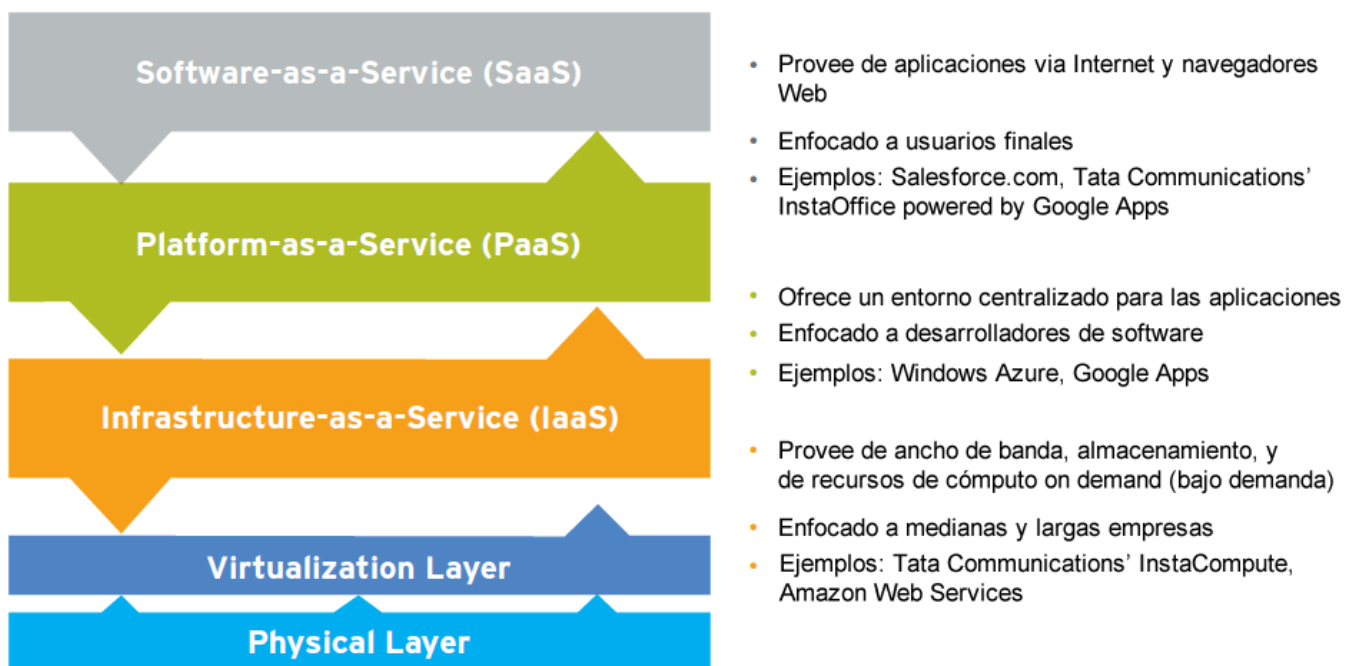 Software-as-a-Service (SaaS)
• Provee de aplicaciones via Internet y navegadores
Web
• Enfocado a usuarios finales
• Ejemplos: Salesforce.com, Tata Communications’
InstaOffice powered by Google Apps
Platform-as-a-Service (PaaS)
• Ofrece un entorno centralizado para las aplicaciones
• Enfocado a desarrolladores de software
• Ejemplos: Windows Azure, Google Apps
Infrastructure-as-a-Service (IaaS)
• Provee de ancho de banda, almacenamiento, y
de recursos de cómputo on demand (bajo demanda)
• Enfocado a medianas y largas empresas
• Ejemplos: Tata Communications’ InstaCompute,
Amazon Web Services
Virtualization Layer
Physical Layer